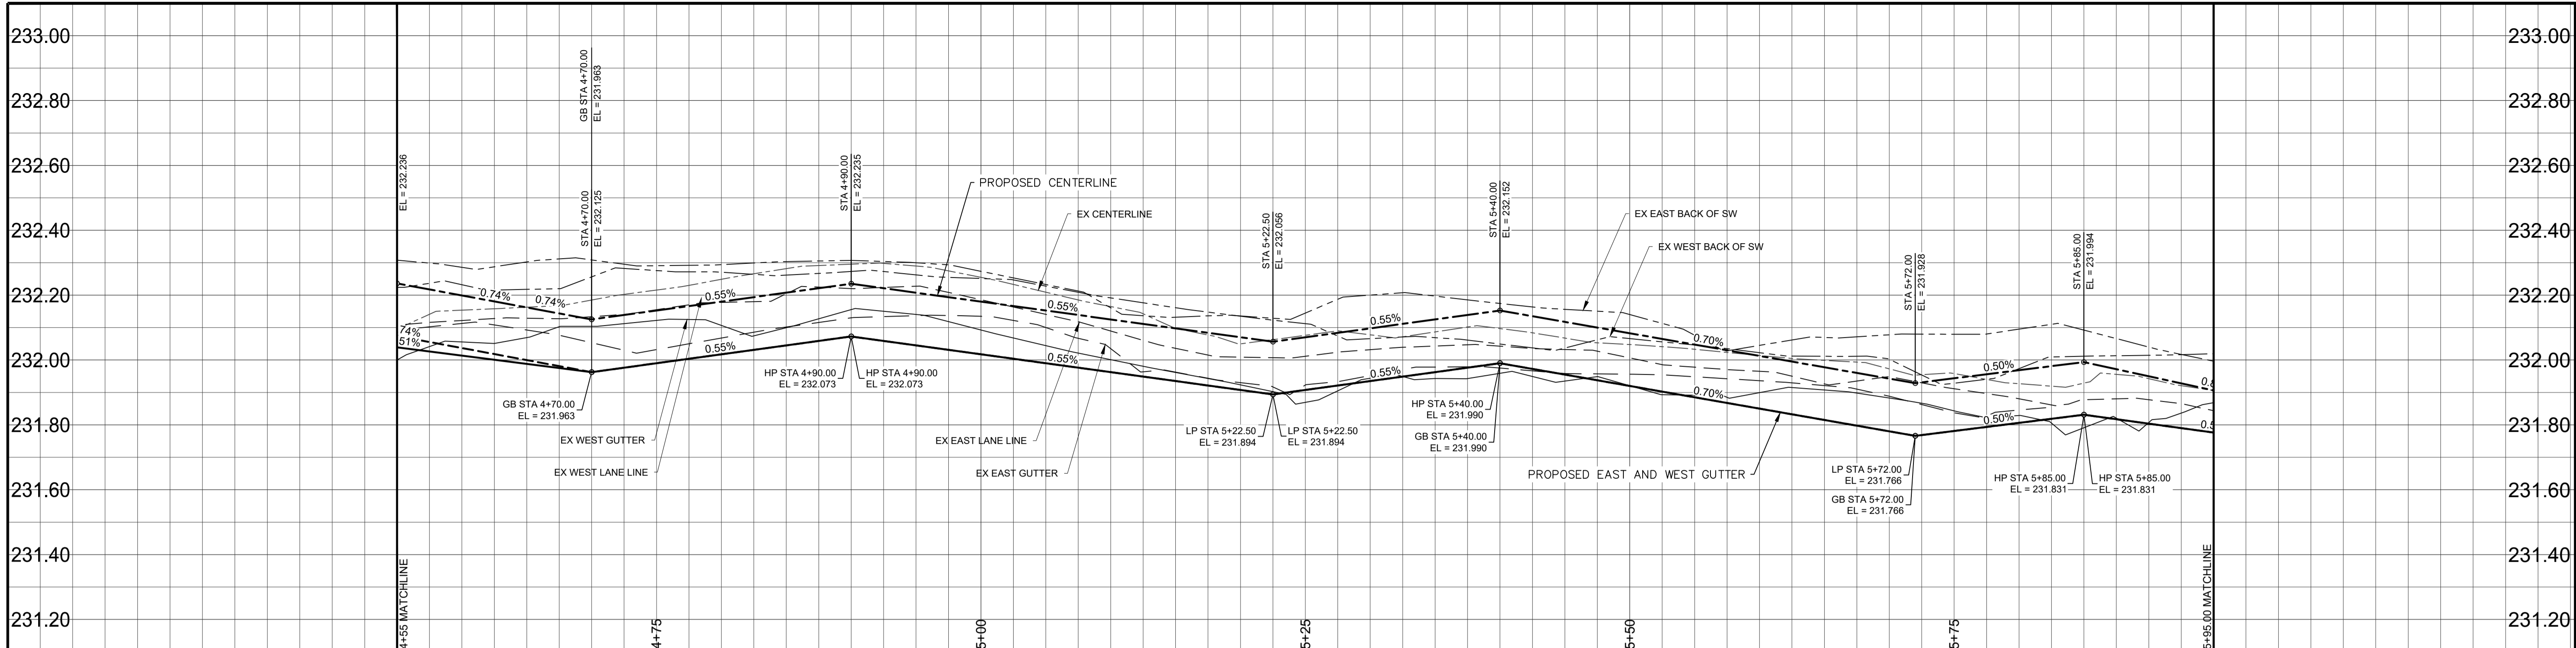 233.00
233.00
232.80
232.80
232.60
232.60
232.40
232.40
232.20
232.20
232.00
232.00
231.80
231.80
231.60
231.60
231.40
231.40
231.20
231.20
EL = 232.236
GB STA 4+70.00
EL = 231.963
STA 4+70.00
EL = 232.125
STA 4+90.00
EL = 232.235
PROPOSED CENTERLINE
EX CENTERLINE
STA 5+22.50
EL = 232.056
STA 5+40.00
EL = 232.152
EX EAST BACK OF SW
EX WEST BACK OF SW
STA 5+72.00
EL = 231.928
STA 5+85.00
EL = 231.994
0.74%
0.74%
0.55%
0.55%
0.55%
0.70%
0.50%
0.5
74%
51%
0.55%
0.55%
0.55%
0.70%
0.50%
0.5
GB STA 4+70.00
EL = 231.963
HP STA 4+90.00
EL = 232.073
HP STA 4+90.00
EL = 232.073
EX WEST GUTTER
EX WEST LANE LINE
EX EAST LANE LINE
EX EAST GUTTER
LP STA 5+22.50
EL = 231.894
LP STA 5+22.50
EL = 231.894
HP STA 5+40.00
EL = 231.990
GB STA 5+40.00
EL = 231.990
PROPOSED EAST AND WEST GUTTER
LP STA 5+72.00
EL = 231.766
GB STA 5+72.00
EL = 231.766
HP STA 5+85.00
EL = 231.831
HP STA 5+85.00
EL = 231.831
4+55 MATCHLINE
4+75
5+00
5+25
5+50
5+75
5+95.00 MATCHLINE